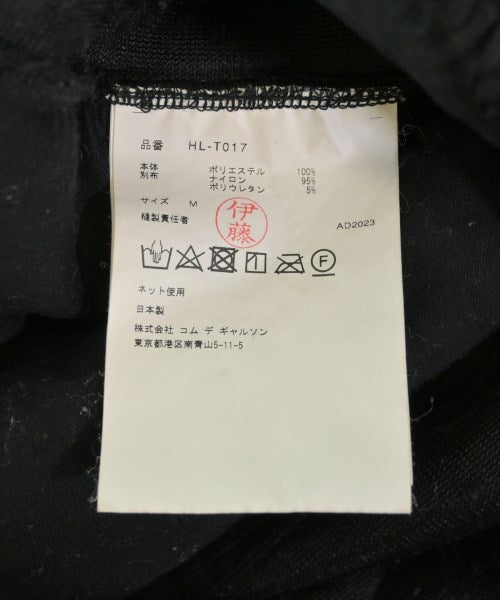 品番 HL-T017
本体 ポリエステル 100%
別布 ナイロン 95%
ポリウレタン 5%
サイズ M
縫製責任者 伊藤
AD2023
F
ネット使用
日本製
株式会社 コム デ ギャルソン
東京都港区南青山5-11-5